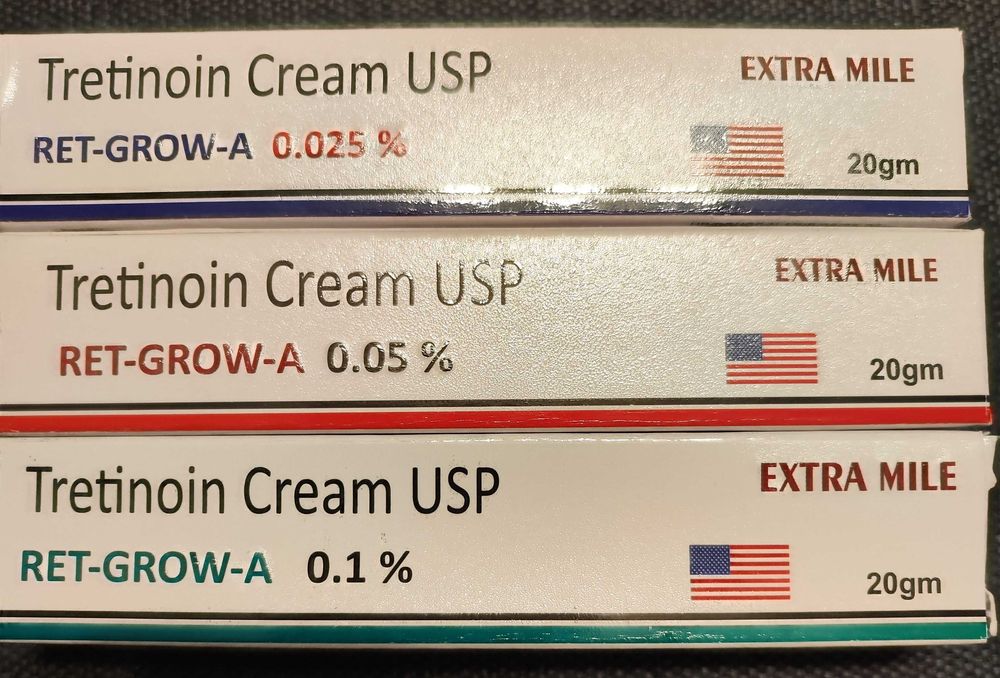 Tretinoin Cream USP
EXTRA MILE
RET-GROW-A 0.025 %
20gm
Tretinoin Cream USP
EXTRA MILE
RET-GROW-A 0.05 %
20gm
Tretinoin Cream USP
EXTRA MILE
RET-GROW-A 0.1 %
20gm